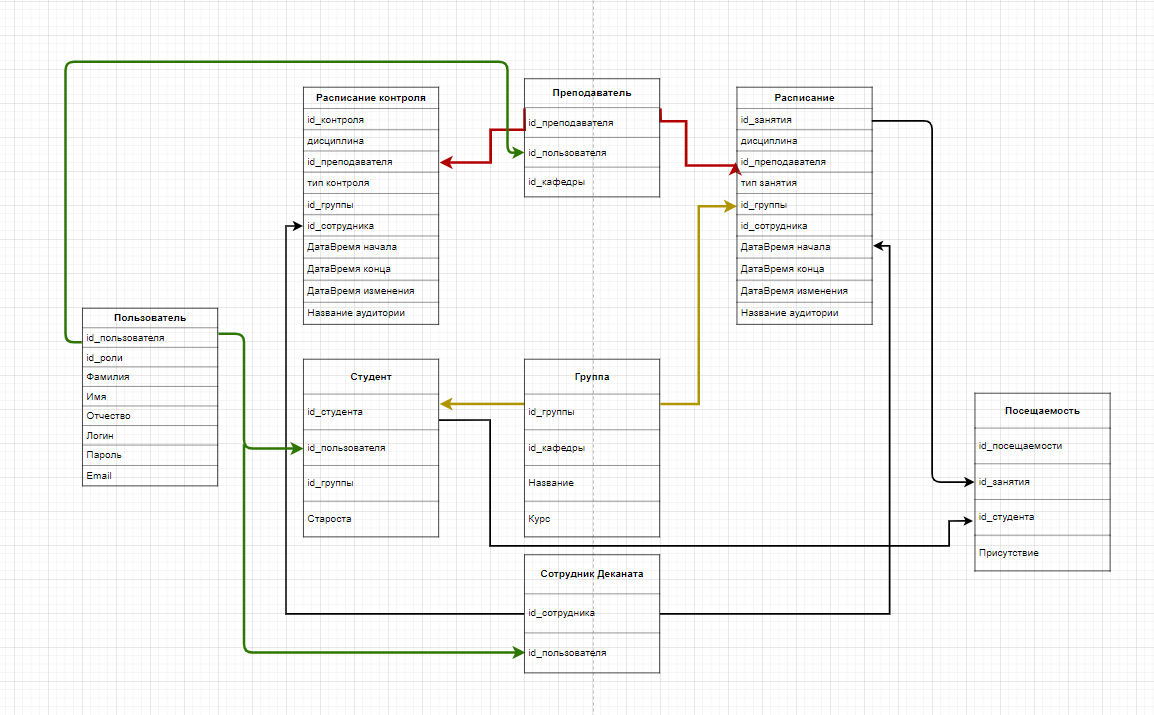 Расписание контроля
id_контроля
дисциплина
id_преподавателя
тип контроля
id_группы
id_сотрудника
ДатаВремя начала
ДатаВремя конца
ДатаВремя изменения
Название аудитории
Преподаватель
id_преподавателя
id_пользователя
id_кафедры
Расписание
id_занятия
дисциплина
id_преподавателя
тип занятия
id_группы
id_сотрудника
ДатаВремя начала
ДатаВремя конца
ДатаВремя изменения
Название аудитории
Пользователь
id_пользователя
id_роли
Фамилия
Имя
Отчество
Логин
Пароль
Email
Студент
id_студента
id_пользователя
id_группы
Староста
Группа
id_группы
id_кафедры
Название
Курс
Посещаемость
id_посещаемости
id_занятия
id_студента
Присутствие
Сотрудник Деканата
id_сотрудника
id_пользователя